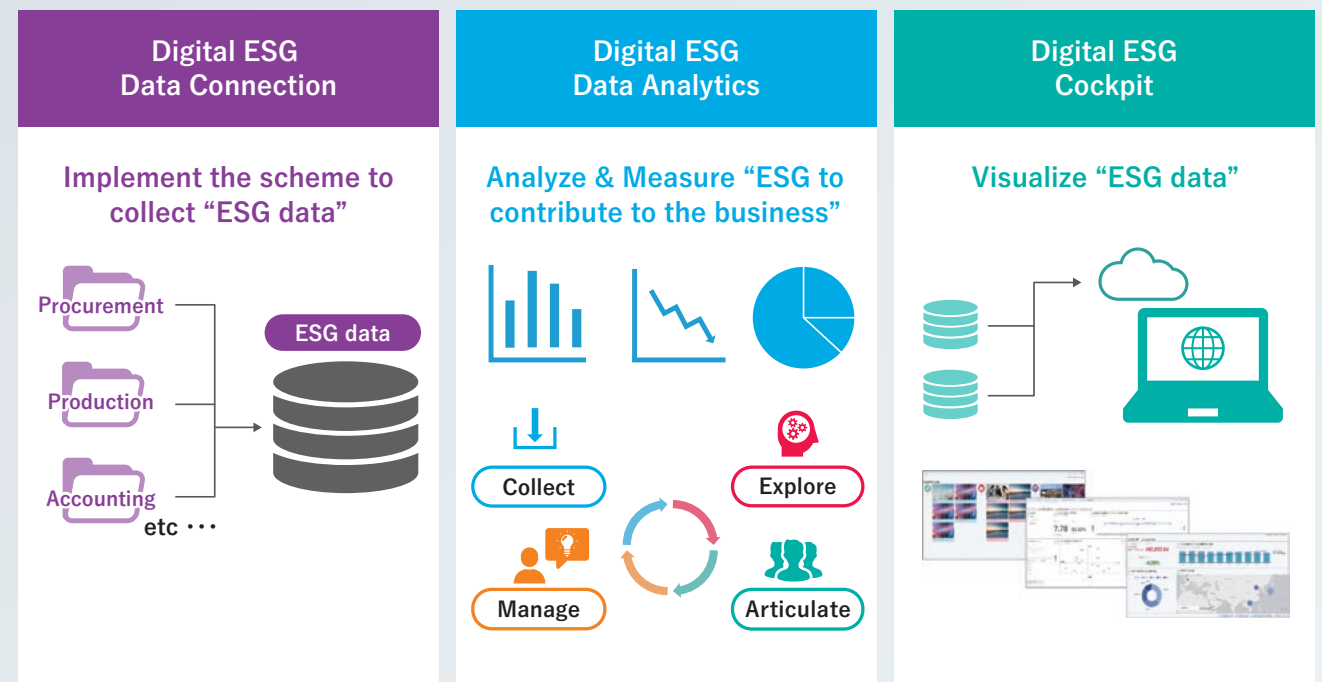 Digital ESG
Data Connection
Implement the scheme to
collect “ESG data”
Procurement
Production
Accounting
etc ･･･
ESG data
Digital ESG
Data Analytics
Analyze & Measure “ESG to
contribute to the business”
Collect
Explore
Manage
Articulate
Digital ESG
Cockpit
Visualize “ESG data”
7.78